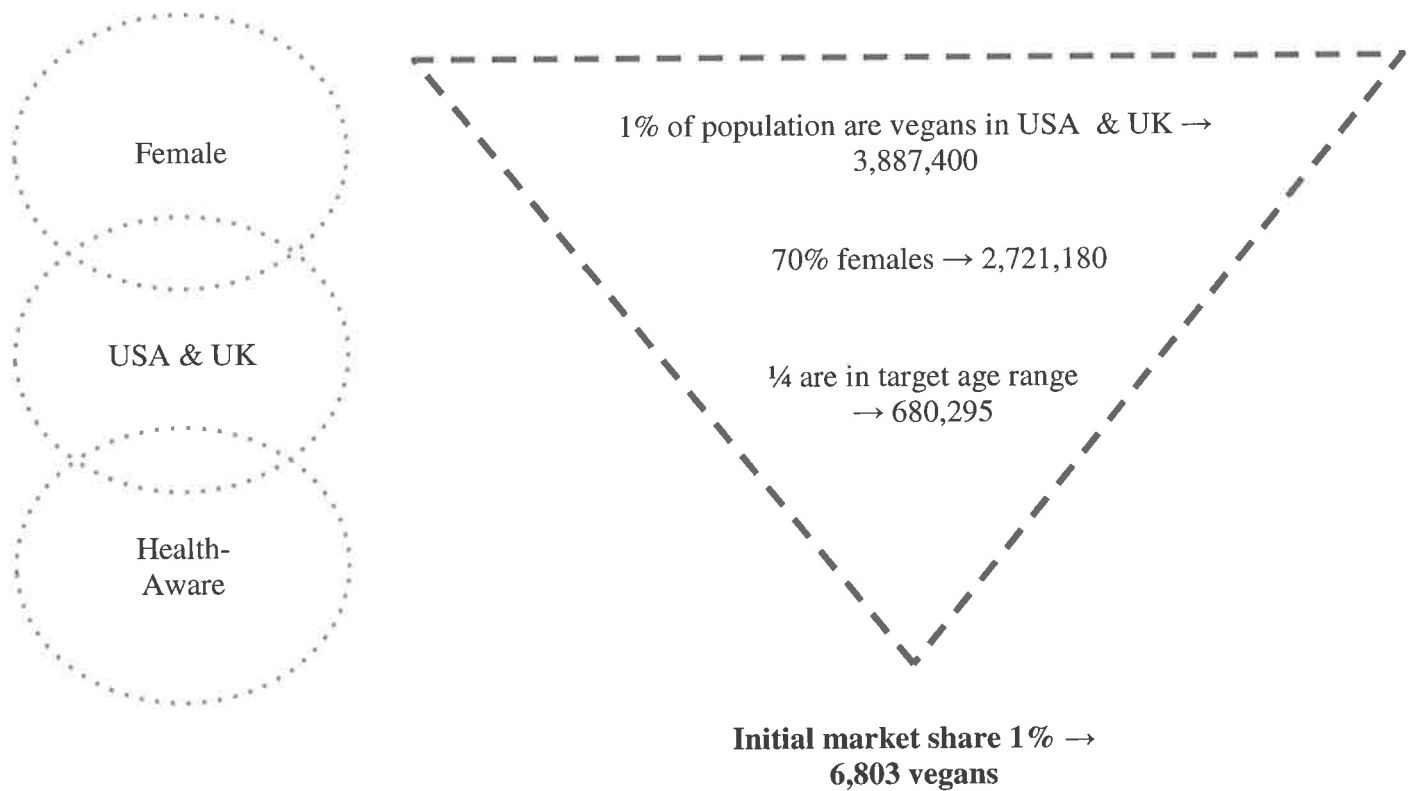 Female
USA & UK
Health-
Aware
1% of population are vegans in USA & UK →
3,887,400
70% females → 2,721,180
¼ are in target age range
→ 680,295
Initial market share 1% →
6,803 vegans